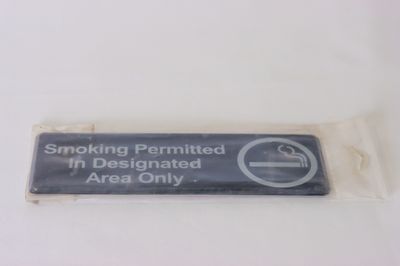 Smoking Permitted
In Designated
Area Only